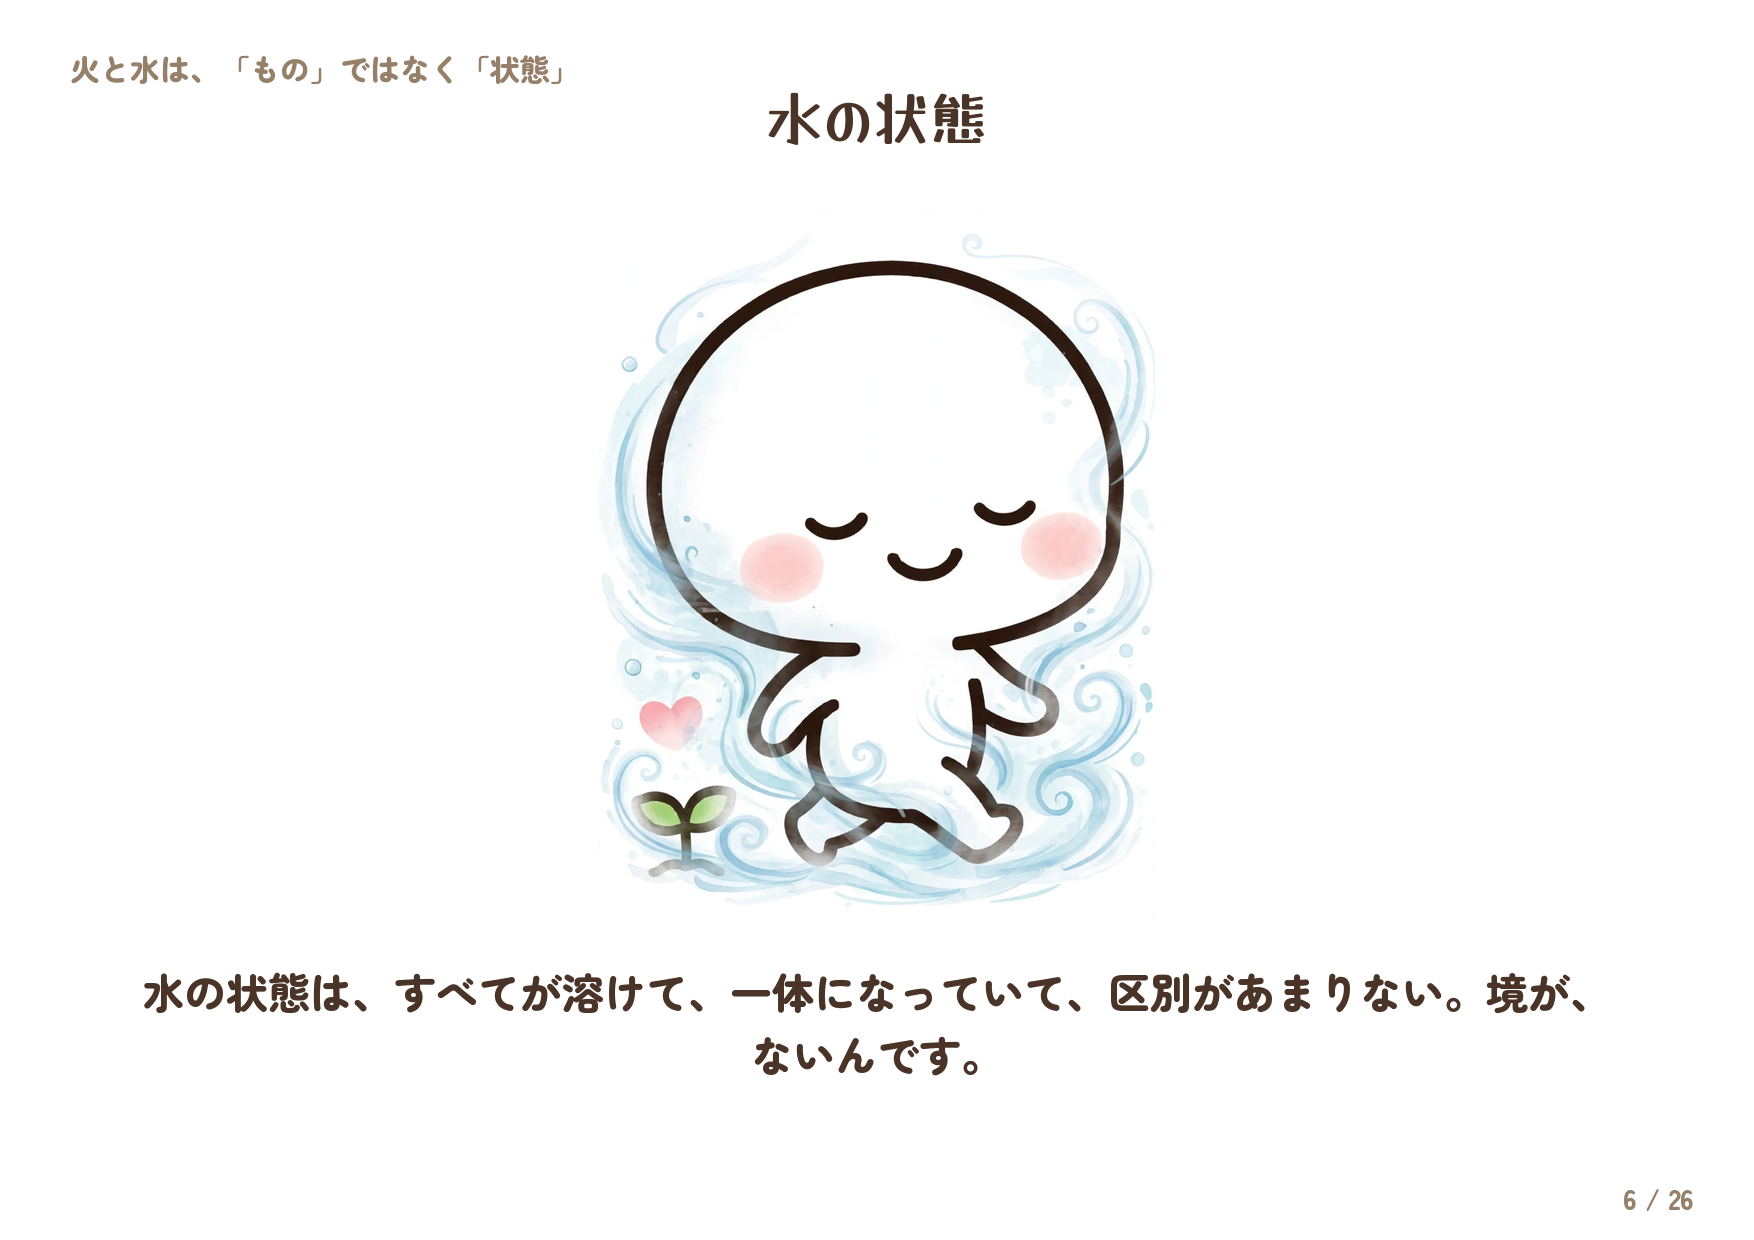 火と水は、「もの」ではなく「状態」
水の状態
水の状態は、すべてが溶けて、一体になっていて、区別があまりない。境が、
ないんです。
6 / 26